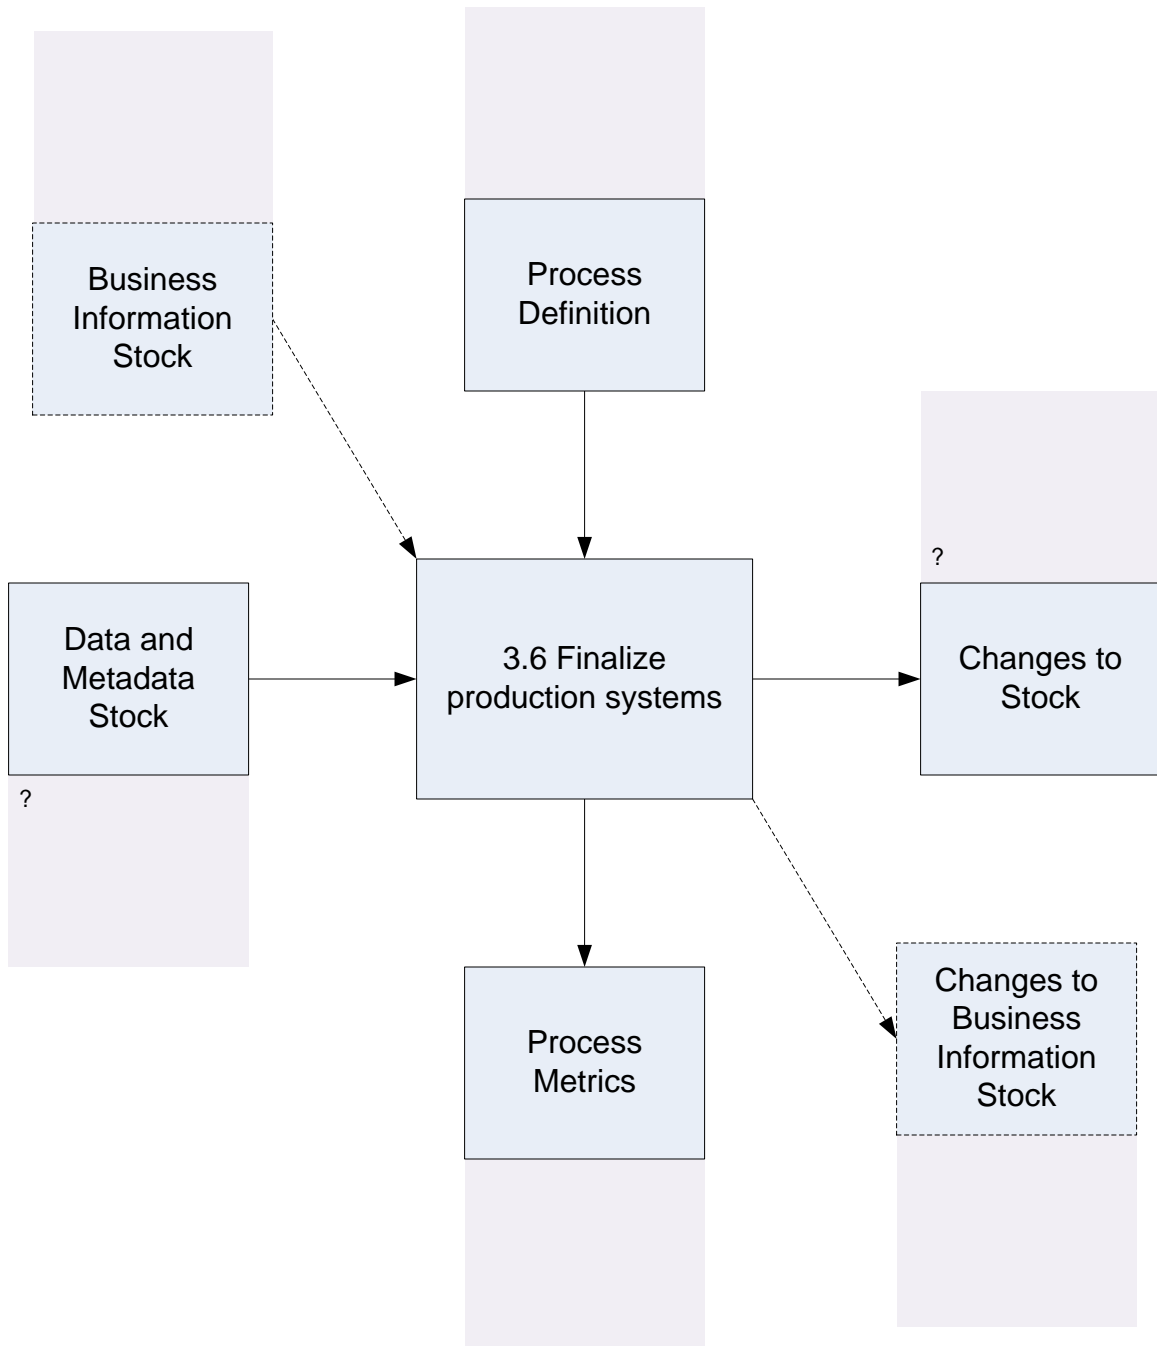 Business
Information
Stock
Process
Definition
?
Data and
Metadata
Stock
?
3.6 Finalize
production systems
Changes to
Stock
Process
Metrics
Changes to
Business
Information
Stock